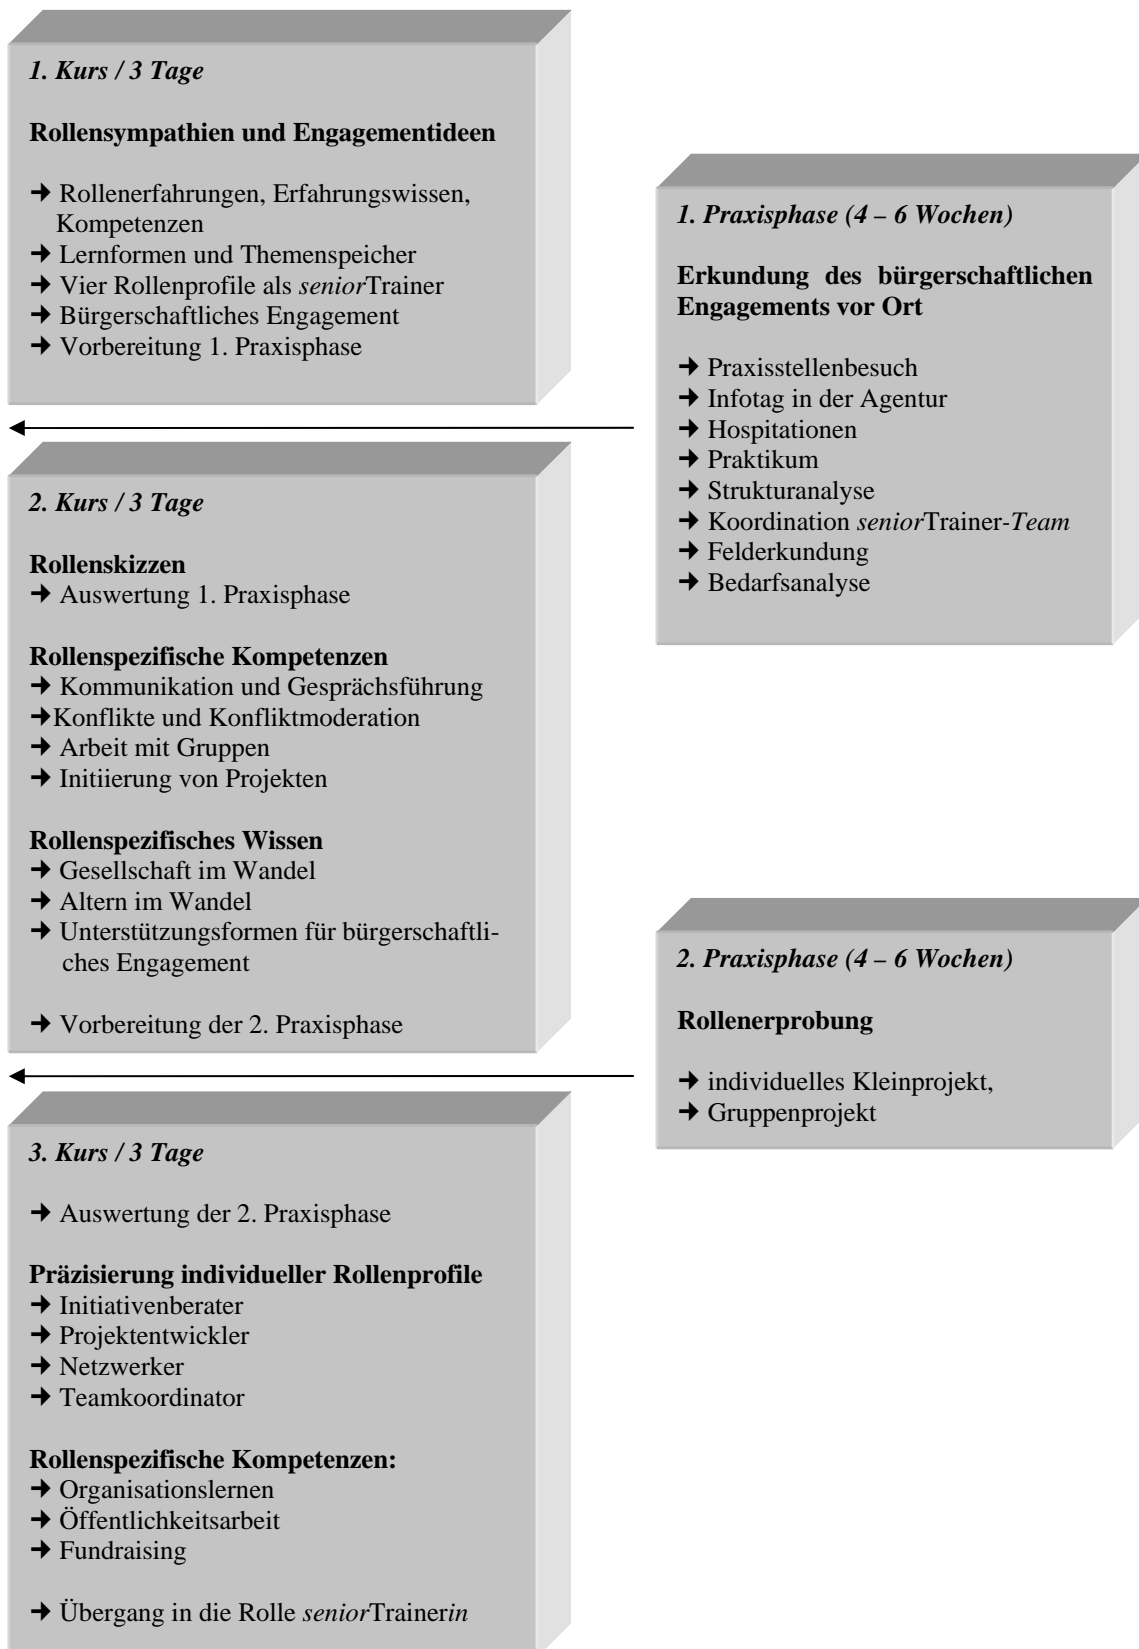 1. Kurs / 3 Tage
Rollensympathien und Engagementideen
➔ Rollenerfahrungen, Erfahrungswissen,
Kompetenzen
➔ Lernformen und Themenspeicher
➔ Vier Rollenprofile als seniorTrainer
➔ Bürgerschaftliches Engagement
➔ Vorbereitung 1. Praxisphase
1. Praxisphase (4 – 6 Wochen)
Erkundung des bürgerschaftlichen
Engagements vor Ort
➔ Praxisstellenbesuch
➔ Infotag in der Agentur
➔ Hospitationen
➔ Praktikum
➔ Strukturanalyse
➔ Koordination seniorTrainer-Team
➔ Felderkundung
➔ Bedarfsanalyse
2. Kurs / 3 Tage
Rollenskizzen
➔ Auswertung 1. Praxisphase
Rollenspezifische Kompetenzen
➔ Kommunikation und Gesprächsführung
➔Konflikte und Konfliktmoderation
➔ Arbeit mit Gruppen
➔ Initiierung von Projekten
Rollenspezifisches Wissen
➔ Gesellschaft im Wandel
➔ Altern im Wandel
➔ Unterstützungsformen für bürgerschaftli-
ches Engagement
➔ Vorbereitung der 2. Praxisphase
2. Praxisphase (4 – 6 Wochen)
Rollenerprobung
➔ individuelles Kleinprojekt,
➔ Gruppenprojekt
3. Kurs / 3 Tage
➔ Auswertung der 2. Praxisphase
Präzisierung individueller Rollenprofile
➔ Initiativenberater
➔ Projektentwickler
➔ Netzwerker
➔ Teamkoordinator
Rollenspezifische Kompetenzen:
➔ Organisationslernen
➔ Öffentlichkeitsarbeit
➔ Fundraising
➔ Übergang in die Rolle seniorTrainerin